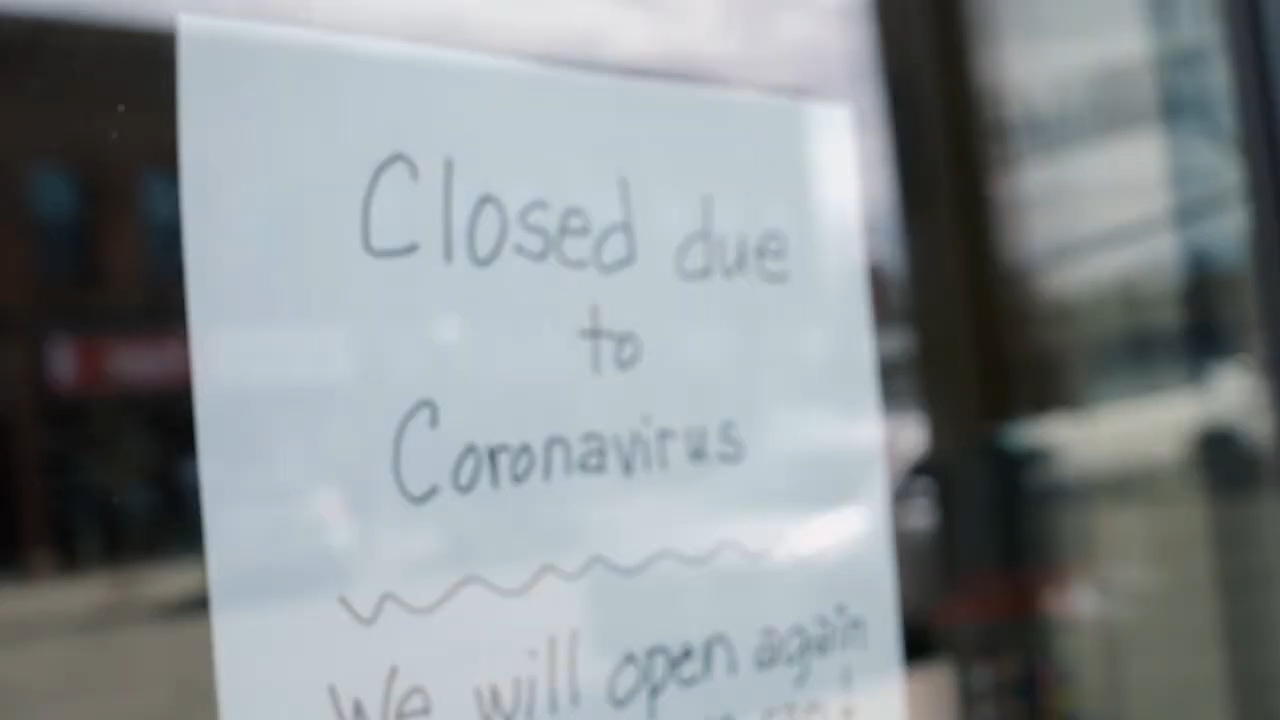 Closed due
to
Coronavirus
We will open again